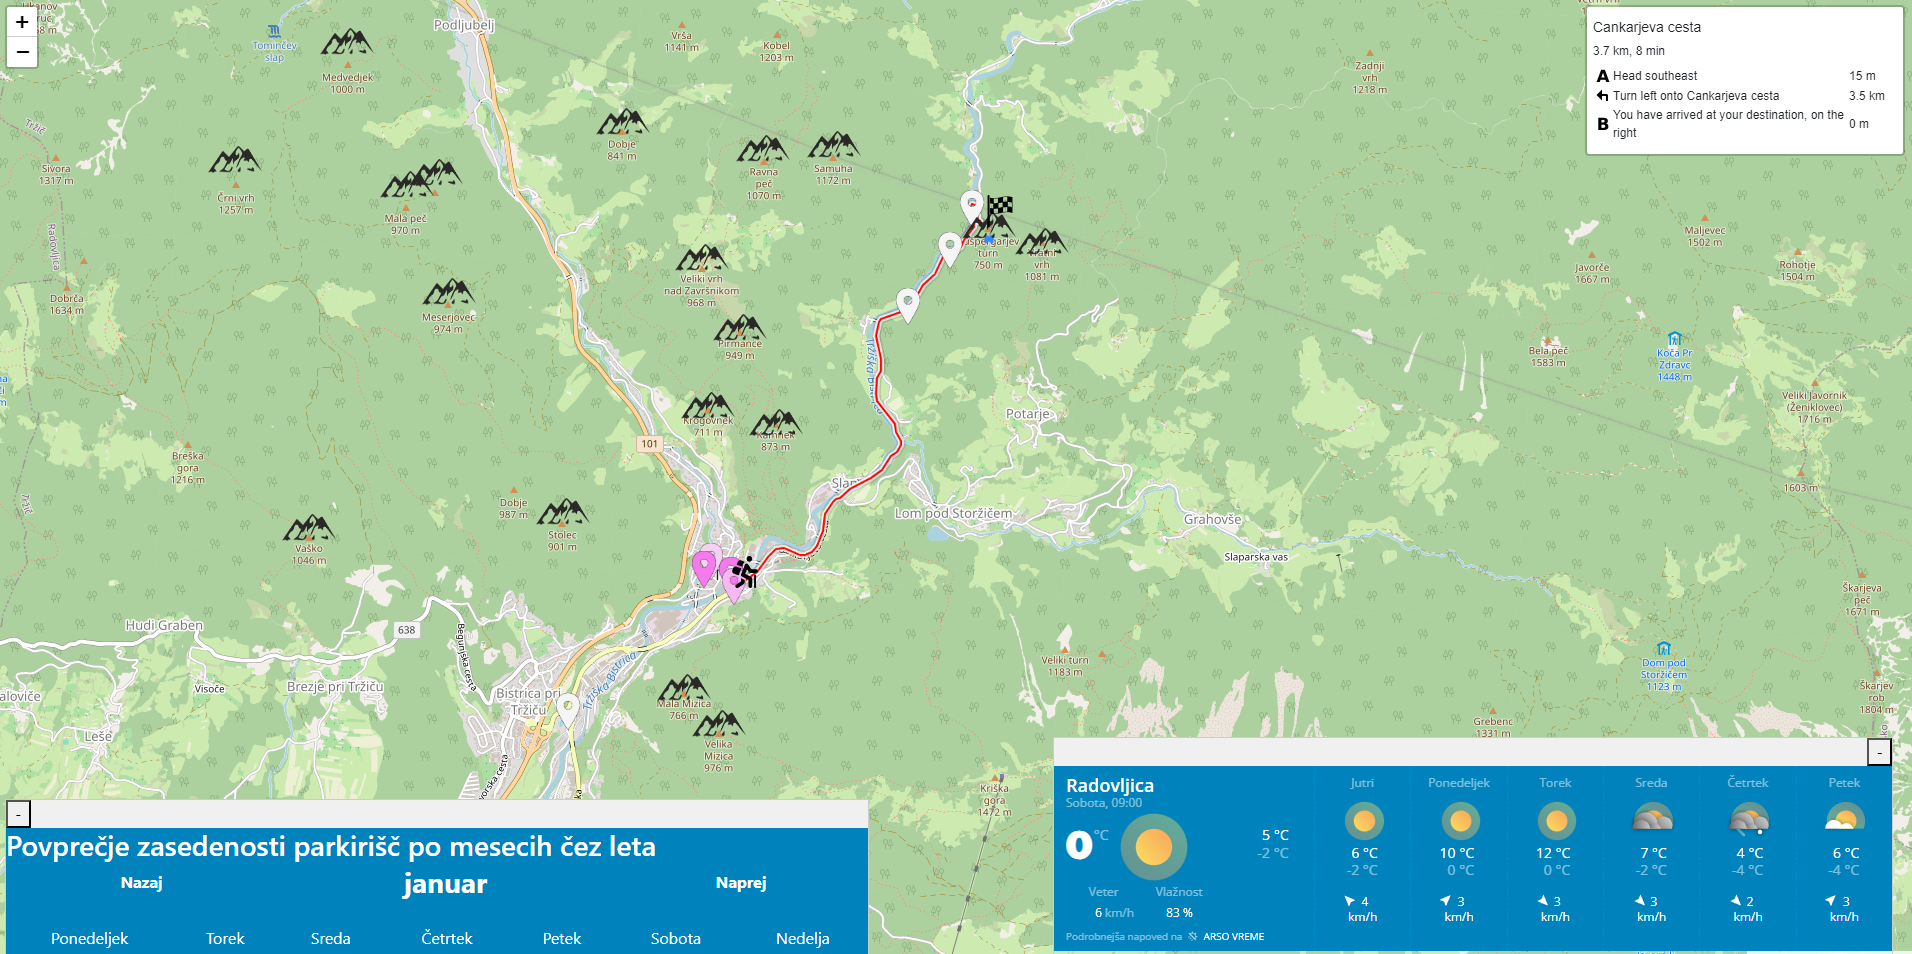 +
−
Podljubelj
Tominčev
slap
Medvedjek
1000 m
Vrša
1141 m
Kobel
1203 m
Zadnji
vrh
1218 m
Cankarjeva cesta
3.7 km, 8 min
A Head southeast 15 m
Turn left onto Cankarjeva cesta 3.5 km
B You have arrived at your destination, on the
right 0 m
Tržič
Radovljica
Sivora
1317 m
Črni vrh
1257 m
Mala peč
970 m
Dobje
841 m
Ravna
peč
1070 m
Samuha
1172 m
turn
750 m
vrh
1081 m
Maljevec
1502 m
Javorče
1667 m
Rohotje
1504 m
Dobrča
1634 m
Meserjovec
974 m
Veliki vrh
nad Završnikom
968 m
Pirmance
949 m
Bela peč
1583 m
Koča Pr
Zdravc
1448 m
Veliki Javornik
(Ženiklovec)
1716 m
Krogovnek
711 m
Kamnek
873 m
Potarje
101
Breška
gora
1216 m
Tržič
Dobje
987 m
Stolec
901 m
Vaško
1046 m
Lom pod Storžičem
Grahovše
Slaparska vas
1603 m
Škarjeva
peč
1671 m
Hudi Graben
638
Begunjska cesta
Visoče
Brezje pri Tržiču
Leše
Bistrica pri
Tržiču
Tržiška Bistrica
Mala Mizica
766 m
Velika
Mizica
976 m
Veliki turn
1183 m
Dom pod
Storžičem
1123 m
Škarjev
rob
1804 m
Grebenc
1331 m
Kriška
gora
1472 m
-
Povprečje zasedenosti parkirišč po mesecih čez leta
Nazaj januar Naprej
Ponedeljek Torek Sreda Četrtek Petek Sobota Nedelja
-
Radovljica
Sobota, 09:00
0 °C
5 °C
-2 °C
Veter Vlažnost
6 km/h 83 %
Jutri Ponedeljek Torek Sreda Četrtek Petek
6 °C 10 °C 12 °C 7 °C 4 °C 6 °C
-2 °C 0 °C 0 °C -2 °C -4 °C -4 °C
4 3 3 3 2 3
km/h km/h km/h km/h km/h km/h
Podrobnejša napoved na ARSO VREME